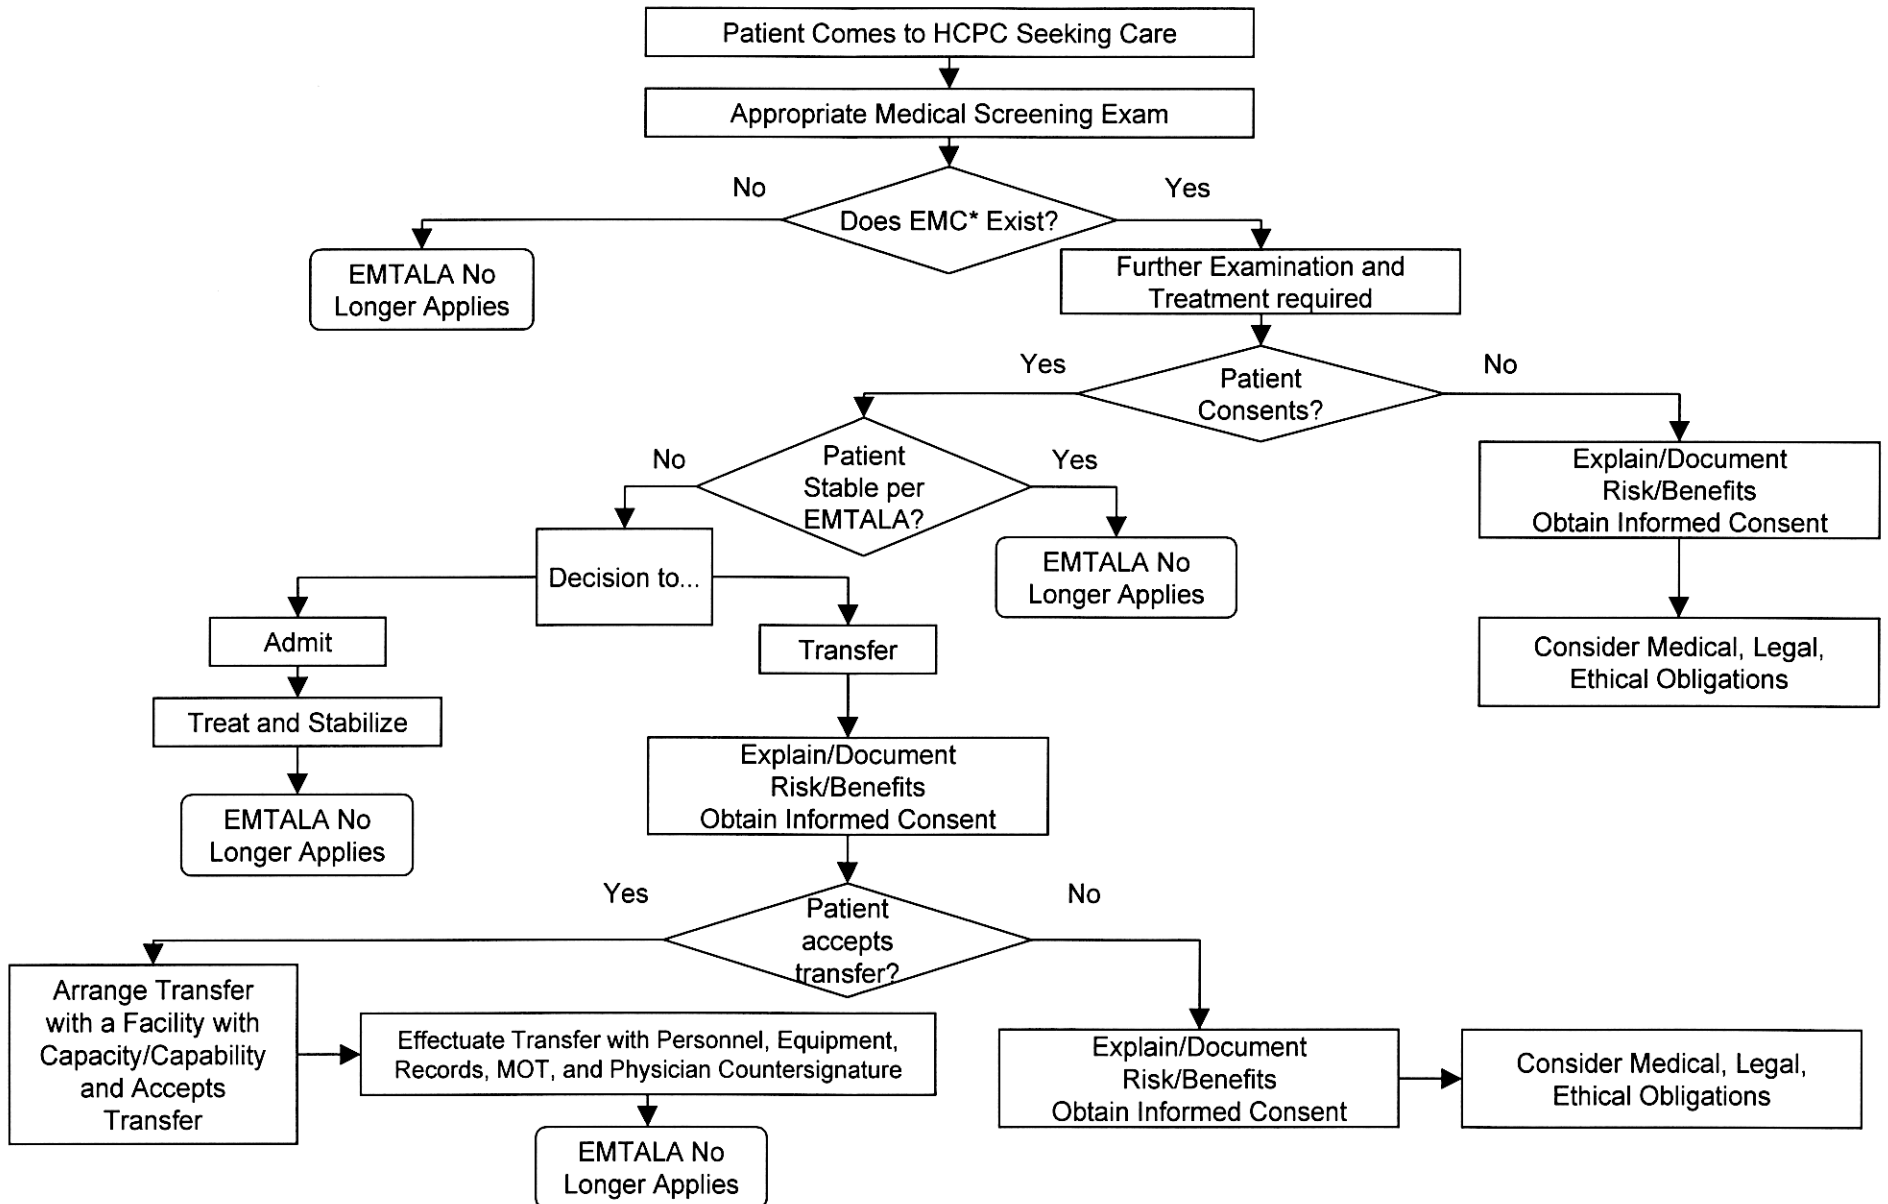 Patient Comes to HCPC Seeking Care
Appropriate Medical Screening Exam
No
Yes
Does EMC* Exist?
EMTALA No
Longer Applies
Further Examination and
Treatment required
Yes
No
Patient
Consents?
No
Yes
Patient
Stable per
EMTALA?
Explain/Document
Risk/Benefits
Obtain Informed Consent
Decision to...
EMTALA No
Longer Applies
Admit
Transfer
Consider Medical, Legal,
Ethical Obligations
Treat and Stabilize
Explain/Document
Risk/Benefits
Obtain Informed Consent
EMTALA No
Longer Applies
Yes
No
Patient
accepts
transfer?
Arrange Transfer
with a Facility with
Capacity/Capability
and Accepts
Transfer
Effectuate Transfer with Personnel, Equipment,
Records, MOT, and Physician Countersignature
Explain/Document
Risk/Benefits
Obtain Informed Consent
Consider Medical, Legal,
Ethical Obligations
EMTALA No
Longer Applies